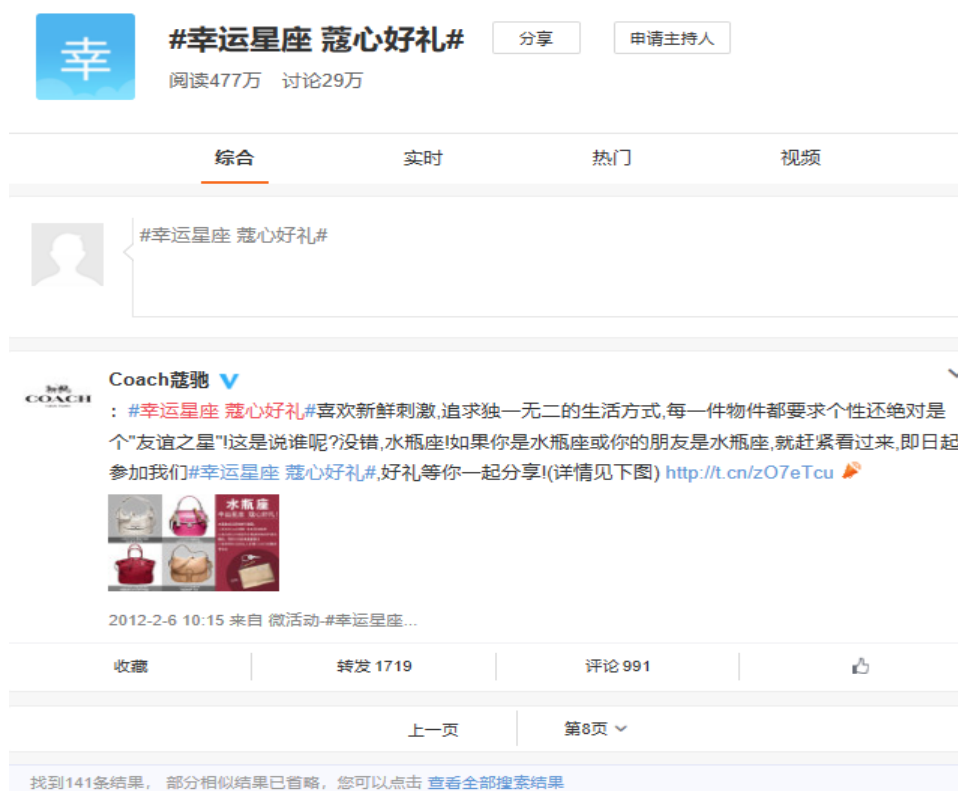 幸
#幸运星座 蔻心好礼#
分享
申请主持人
阅读477万 讨论29万
综合
实时
热门
视频
#幸运星座 蔻心好礼#
COACH
Coach蔻驰
：#幸运星座 蔻心好礼#喜欢新鲜刺激,追求独一无二的生活方式,每一件物件都要求个性还绝对是
个"友谊之星"!这是说谁呢?没错,水瓶座!如果你是水瓶座或你的朋友是水瓶座,就赶紧看过来,即日起
参加我们#幸运星座 蔻心好礼#,好礼等你一起分享!(详情见下图) http://t.cn/zO7eTcu
水瓶座
幸运星座 蔻心好礼!
2012-2-6 10:15 来自 微活动-#幸运星座...
收藏
转发 1719
评论 991
上一页
第8页
找到141条结果， 部分相似结果已省略，您可以点击 查看全部搜索结果